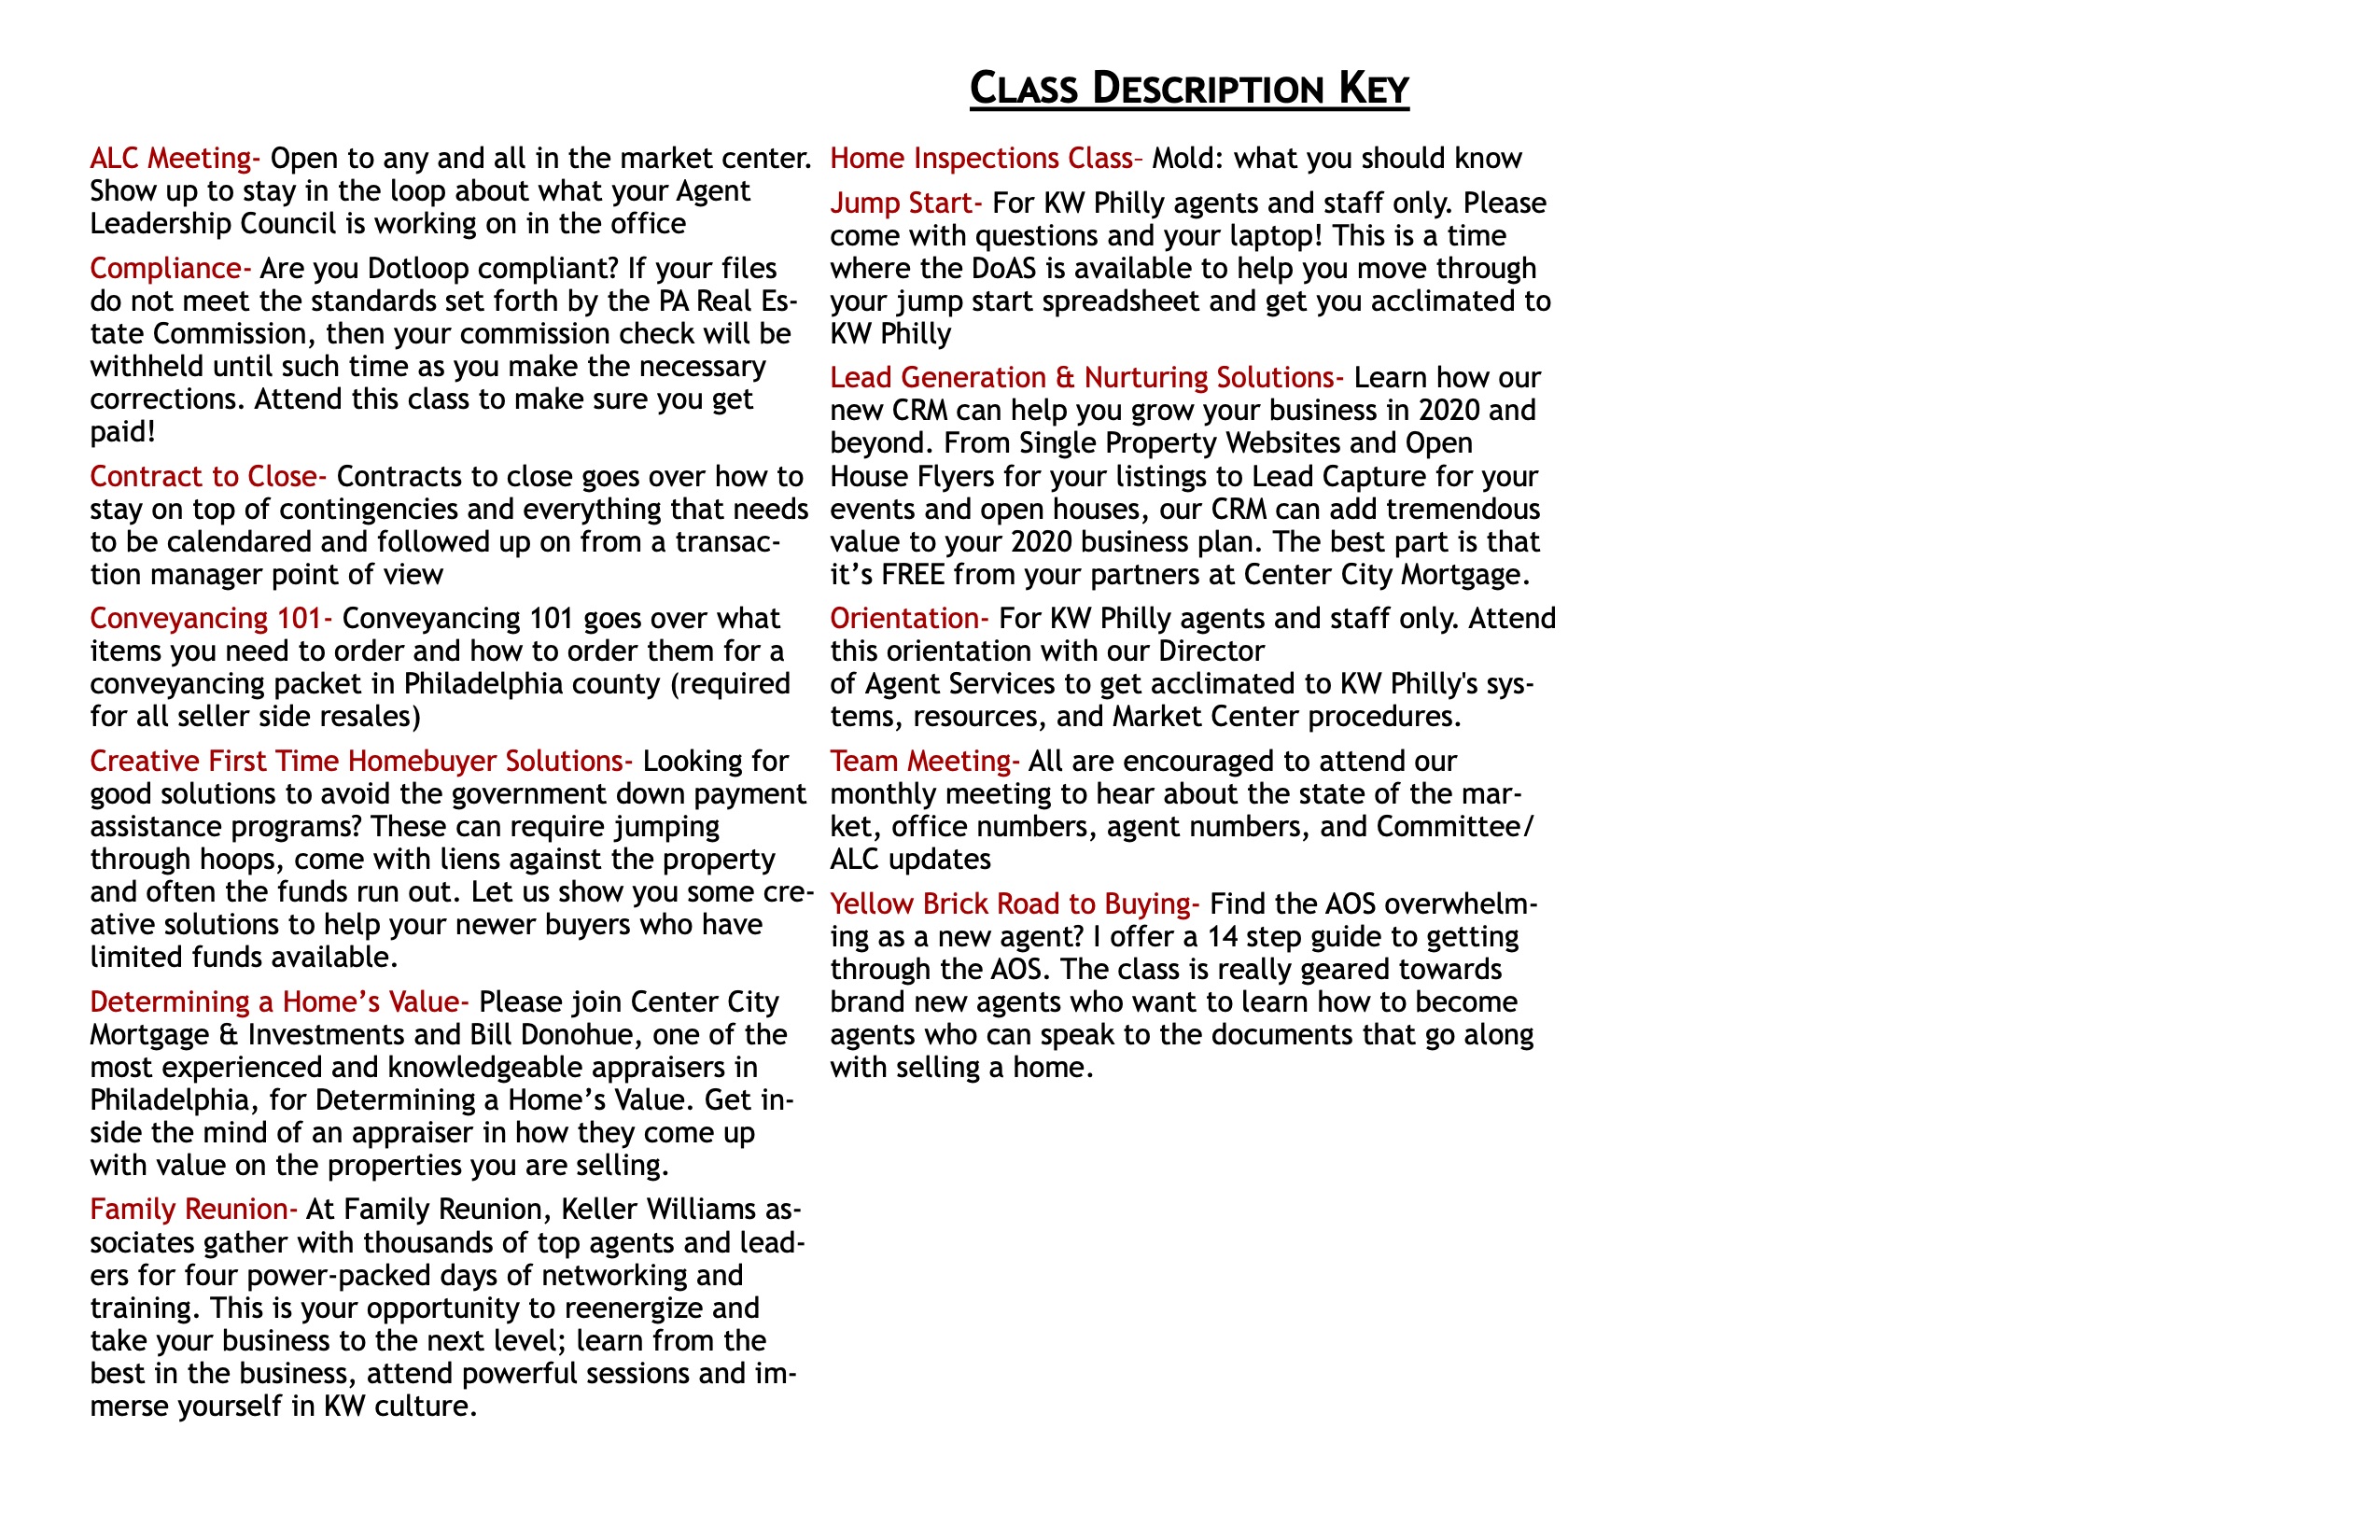 CLASS DESCRIPTION KEY
ALC Meeting- Open to any and all in the market center.
Show up to stay in the loop about what your Agent
Leadership Council is working on in the office
Compliance- Are you Dotloop compliant? If your files
do not meet the standards set forth by the PA Real Es-
tate Commission, then your commission check will be
withheld until such time as you make the necessary
corrections. Attend this class to make sure you get
paid!
Contract to Close- Contracts to close goes over how to
stay on top of contingencies and everything that needs
to be calendared and followed up on from a transac-
tion manager point of view
Conveyancing 101- Conveyancing 101 goes over what
items you need to order and how to order them for a
conveyancing packet in Philadelphia county (required
for all seller side resales)
Creative First Time Homebuyer Solutions- Looking for
good solutions to avoid the government down payment
assistance programs? These can require jumping
through hoops, come with liens against the property
and often the funds run out. Let us show you some cre-
ative solutions to help your newer buyers who have
limited funds available.
Determining a Home’s Value- Please join Center City
Mortgage & Investments and Bill Donohue, one of the
most experienced and knowledgeable appraisers in
Philadelphia, for Determining a Home’s Value. Get in-
side the mind of an appraiser in how they come up
with value on the properties you are selling.
Family Reunion- At Family Reunion, Keller Williams as-
sociates gather with thousands of top agents and lead-
ers for four power-packed days of networking and
training. This is your opportunity to reenergize and
take your business to the next level; learn from the
best in the business, attend powerful sessions and im-
merse yourself in KW culture.
Home Inspections Class– Mold: what you should know
Jump Start- For KW Philly agents and staff only. Please
come with questions and your laptop! This is a time
where the DoAS is available to help you move through
your jump start spreadsheet and get you acclimated to
KW Philly
Lead Generation & Nurturing Solutions- Learn how our
new CRM can help you grow your business in 2020 and
beyond. From Single Property Websites and Open
House Flyers for your listings to Lead Capture for your
events and open houses, our CRM can add tremendous
value to your 2020 business plan. The best part is that
it’s FREE from your partners at Center City Mortgage.
Orientation- For KW Philly agents and staff only. Attend
this orientation with our Director
of Agent Services to get acclimated to KW Philly's sys-
tems, resources, and Market Center procedures.
Team Meeting- All are encouraged to attend our
monthly meeting to hear about the state of the mar-
ket, office numbers, agent numbers, and Committee/
ALC updates
Yellow Brick Road to Buying- Find the AOS overwhelm-
ing as a new agent? I offer a 14 step guide to getting
through the AOS. The class is really geared towards
brand new agents who want to learn how to become
agents who can speak to the documents that go along
with selling a home.